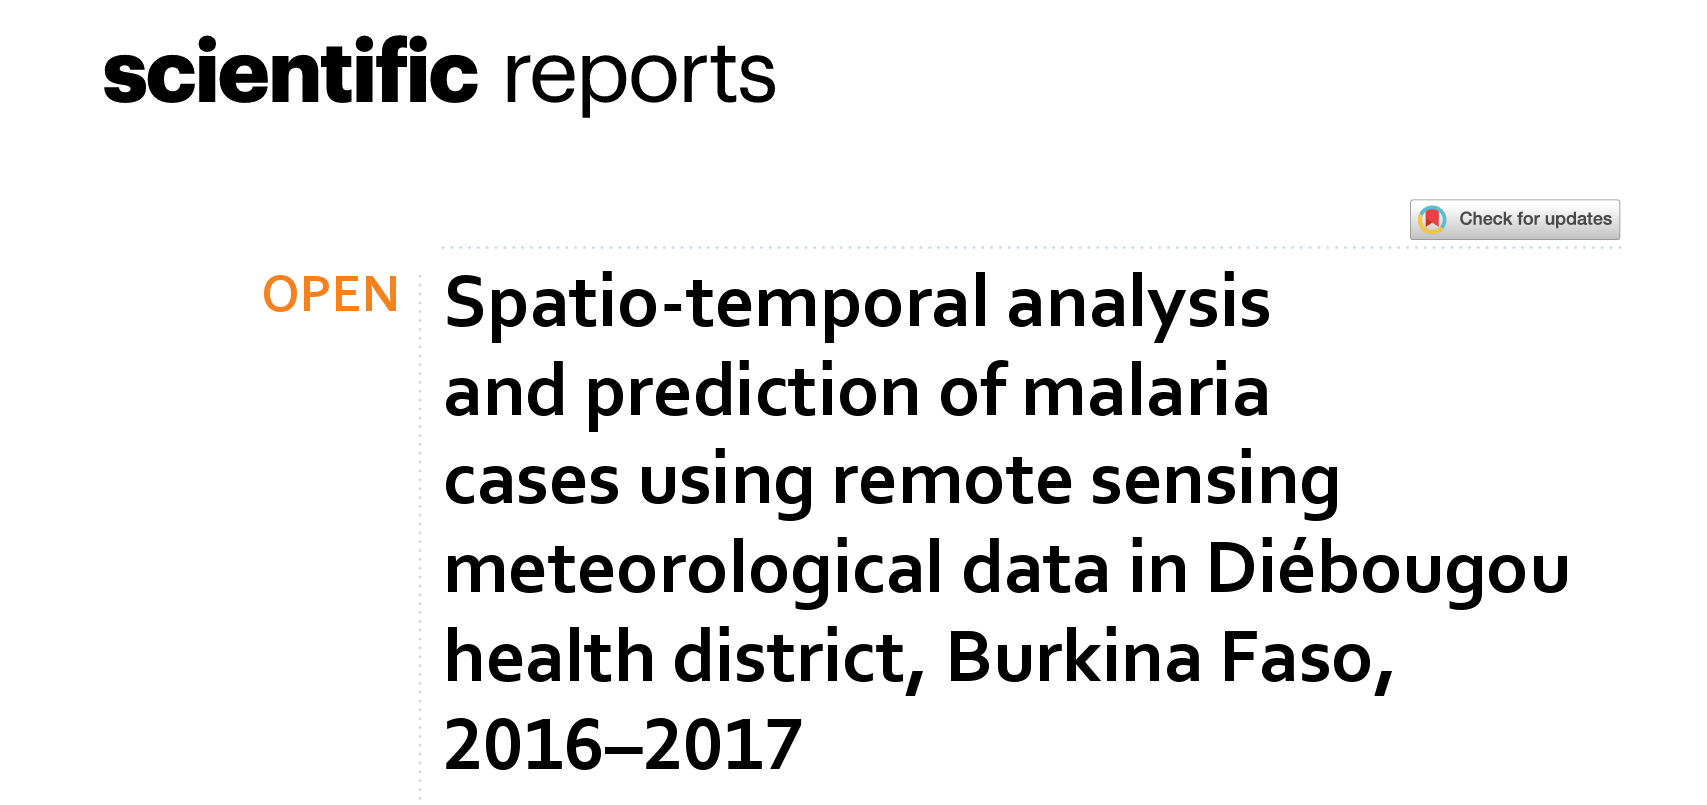 scientific reports
Check for updates
OPEN
Spatio-temporal analysis
and prediction of malaria
cases using remote sensing
meteorological data in Diébougou
health district, Burkina Faso,
2016–2017